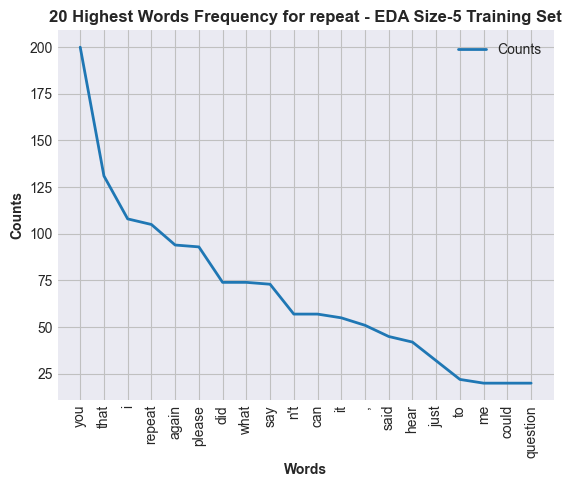 20 Highest Words Frequency for repeat - EDA Size-5 Training Set
Counts
200
175
150
125
100
75
50
25
Counts
you
that
i
repeat
again
please
did
what
say
n't
can
it
,
said
hear
just
to
me
could
question
Words